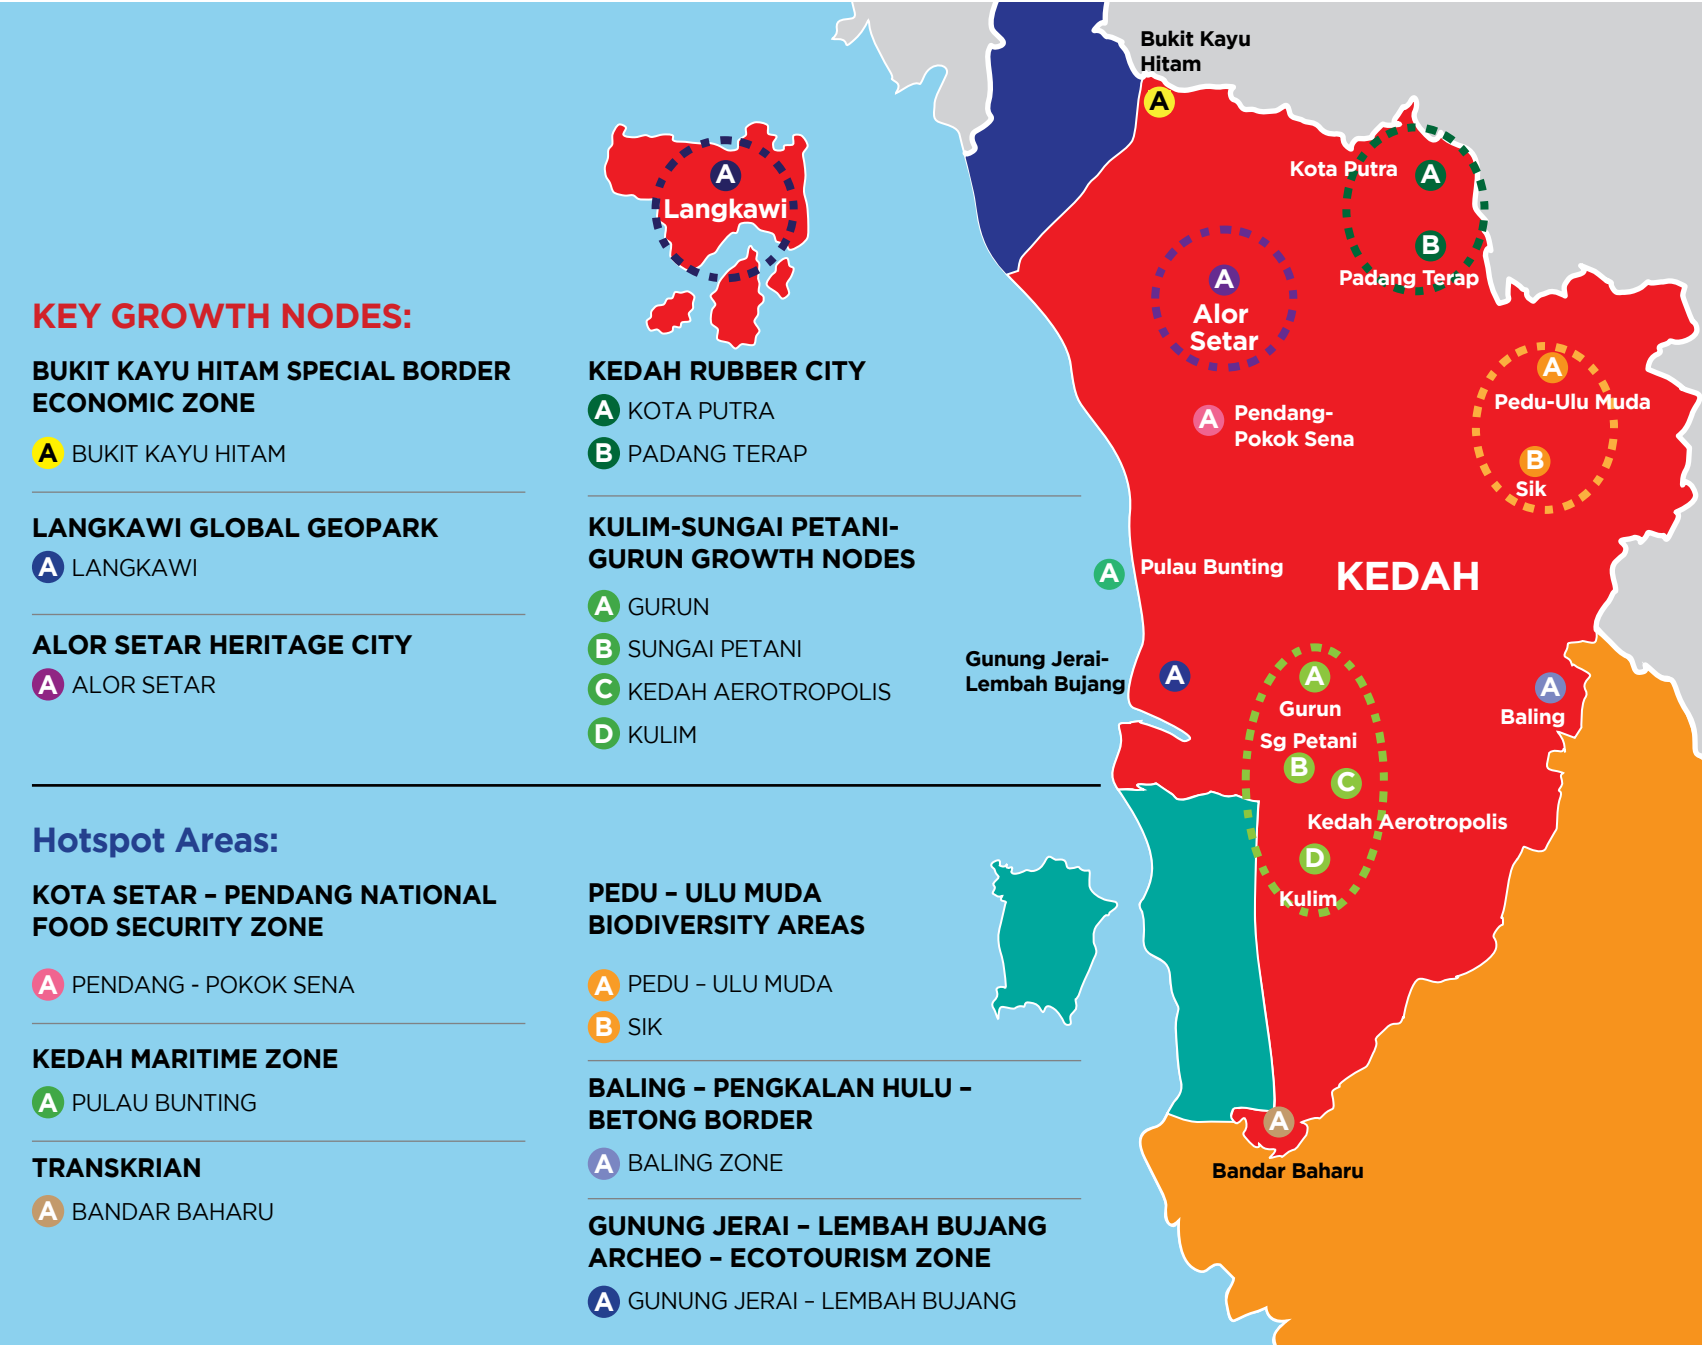 KEY GROWTH NODES:
BUKIT KAYU HITAM SPECIAL BORDER
ECONOMIC ZONE
A BUKIT KAYU HITAM
LANGKAWI GLOBAL GEOPARK
A LANGKAWI
ALOR SETAR HERITAGE CITY
A ALOR SETAR
KEDAH RUBBER CITY
A KOTA PUTRA
B PADANG TERAP
KULIM-SUNGAI PETANI-
GURUN GROWTH NODES
A GURUN
B SUNGAI PETANI
C KEDAH AEROTROPOLIS
D KULIM
Hotspot Areas:
KOTA SETAR – PENDANG NATIONAL
FOOD SECURITY ZONE
A PENDANG - POKOK SENA
KEDAH MARITIME ZONE
A PULAU BUNTING
TRANSKRIAN
A BANDAR BAHARU
PEDU – ULU MUDA
BIODIVERSITY AREAS
A PEDU – ULU MUDA
B SIK
BALING – PENGKALAN HULU –
BETONG BORDER
A BALING ZONE
GUNUNG JERAI – LEMBAH BUJANG
ARCHEO – ECOTOURISM ZONE
A GUNUNG JERAI – LEMBAH BUJANG
A
Langkawi
Bukit Kayu
Hitam
A
Kota Putra A
B
Padang Terap
A
Alor
Setar
A
Pedu-Ulu Muda
B
Sik
A Pendang-
Pokok Sena
A Pulau Bunting
KEDAH
Gunung Jerai-
Lembah Bujang
A
A
Gurun
Sg Petani
B
C
Kedah Aerotropolis
D
Kulim
A
Baling
A
Bandar Baharu